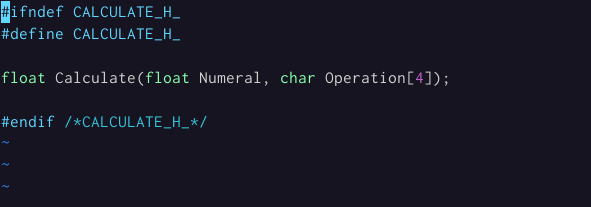 #ifndef CALCULATE_H_
#define CALCULATE_H_
float Calculate(float Numeral, char Operation[4]);
#endif /*CALCULATE_H_*/
~
~
~